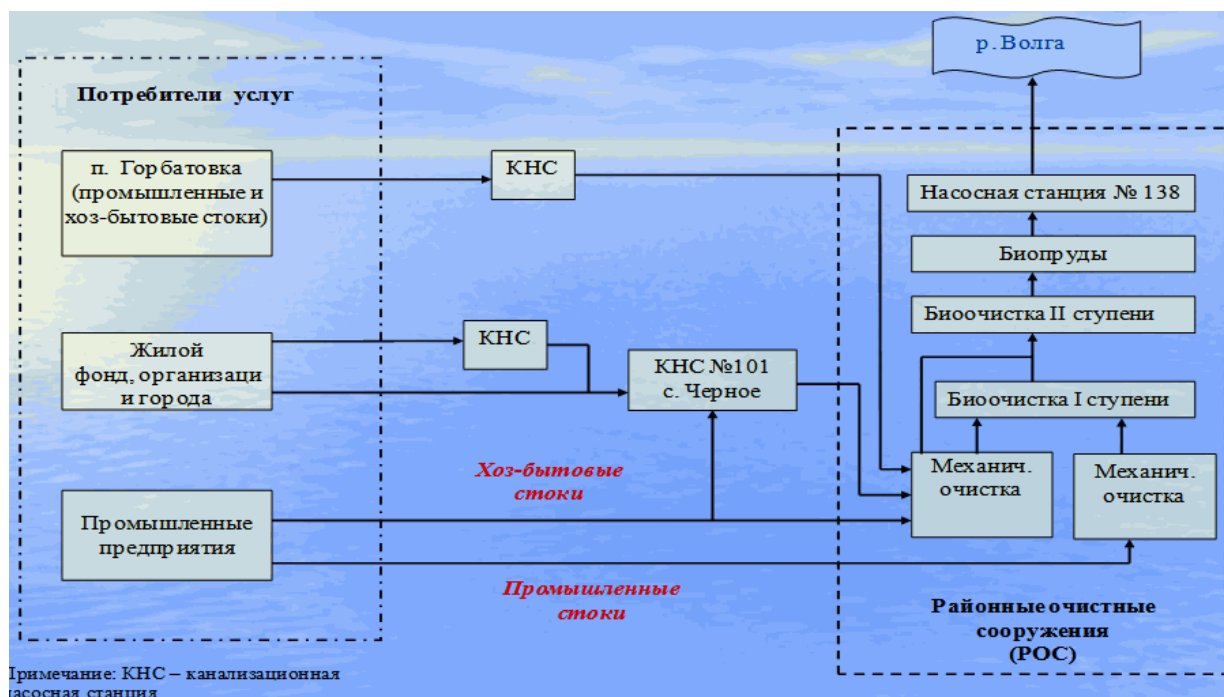 р. Волга
Потребители услуг
п. Горбатовка
(промышленные и
хоз-бытовые стоки)
КНС
Насосная станция № 138
Биопруды
Биоочистка II ступени
Жилой
фонд, организаци
и города
КНС
КНС №101
с. Черное
Биоочистка I ступени
Хоз-бытовые
стоки
Механич.
очистка
Механич.
очистка
Промышленные
предприятия
Промышленные
стоки
Районные очистные
сооружения
(РОС)
Примечание: КНС – канализационная
насосная станция